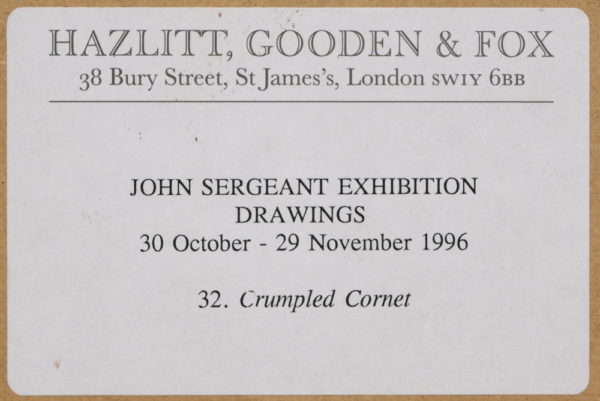 HAZLITT, GOODEN & FOX
38 Bury Street, St James's, London SW1Y 6BB
JOHN SERGEANT EXHIBITION
DRAWINGS
30 October - 29 November 1996
32. Crumpled Cornet